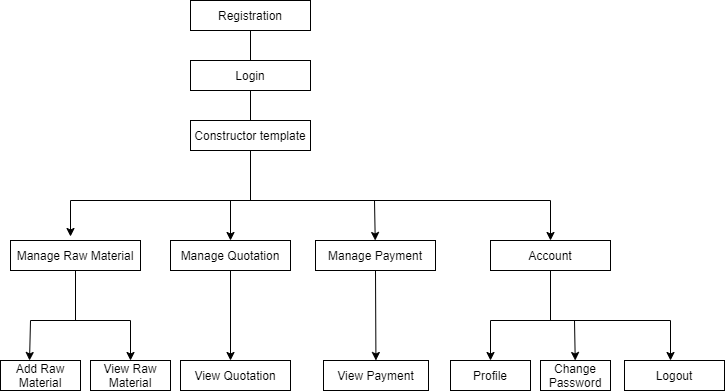 Registration
Login
Constructor template
Manage Raw Material
Manage Quotation
Manage Payment
Account
Add Raw
Material
View Raw
Material
View Quotation
View Payment
Profile
Change
Password
Logout